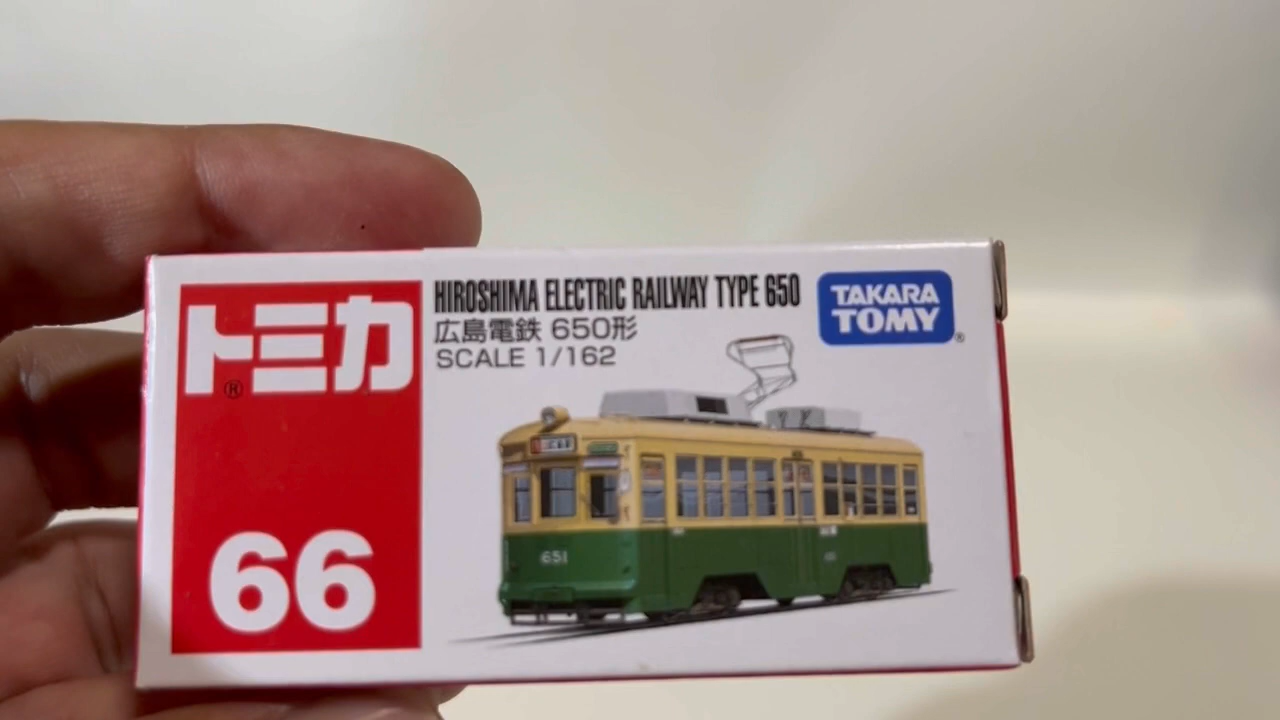 トミカ
®
66
HIROSHIMA ELECTRIC RAILWAY TYPE 650
広島電鉄 650形
SCALE 1/162
TAKARA
TOMY
®
651